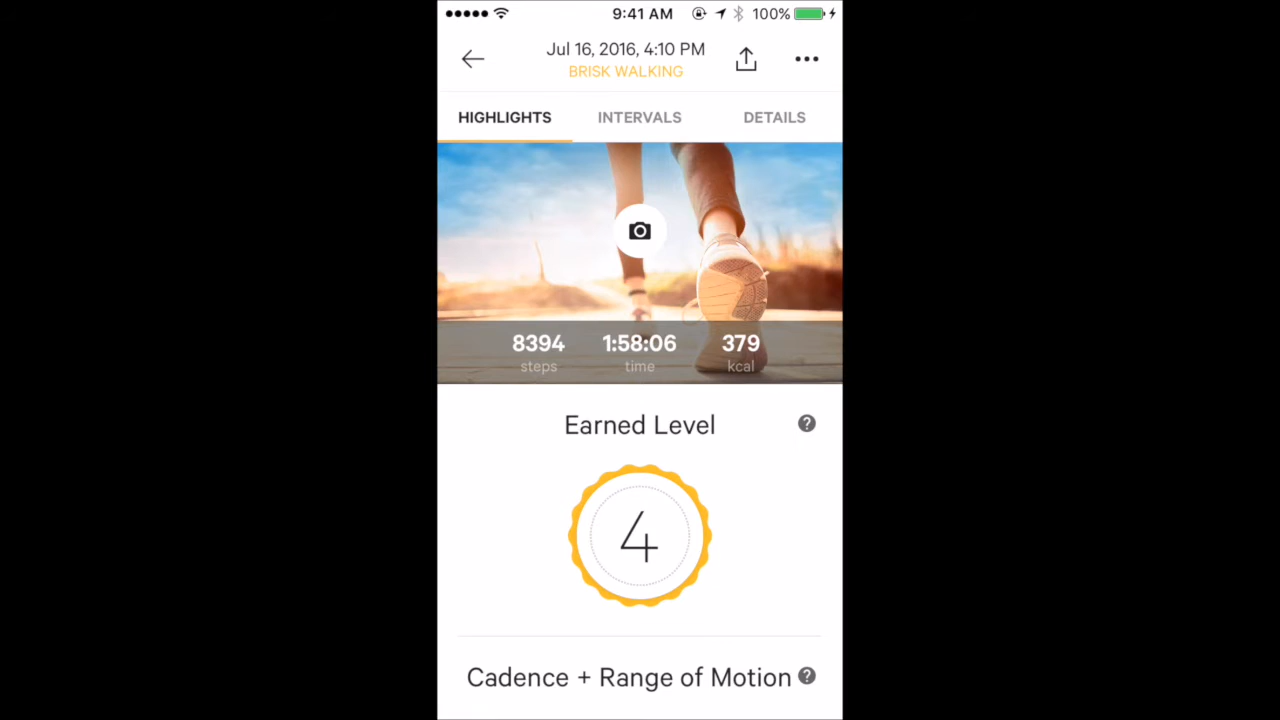 9:41 AM 100%
Jul 16, 2016, 4:10 PM
BRISK WALKING
HIGHLIGHTS INTERVALS DETAILS
8394 1:58:06 379
steps time kcal
Earned Level ?
4
Cadence + Range of Motion ?